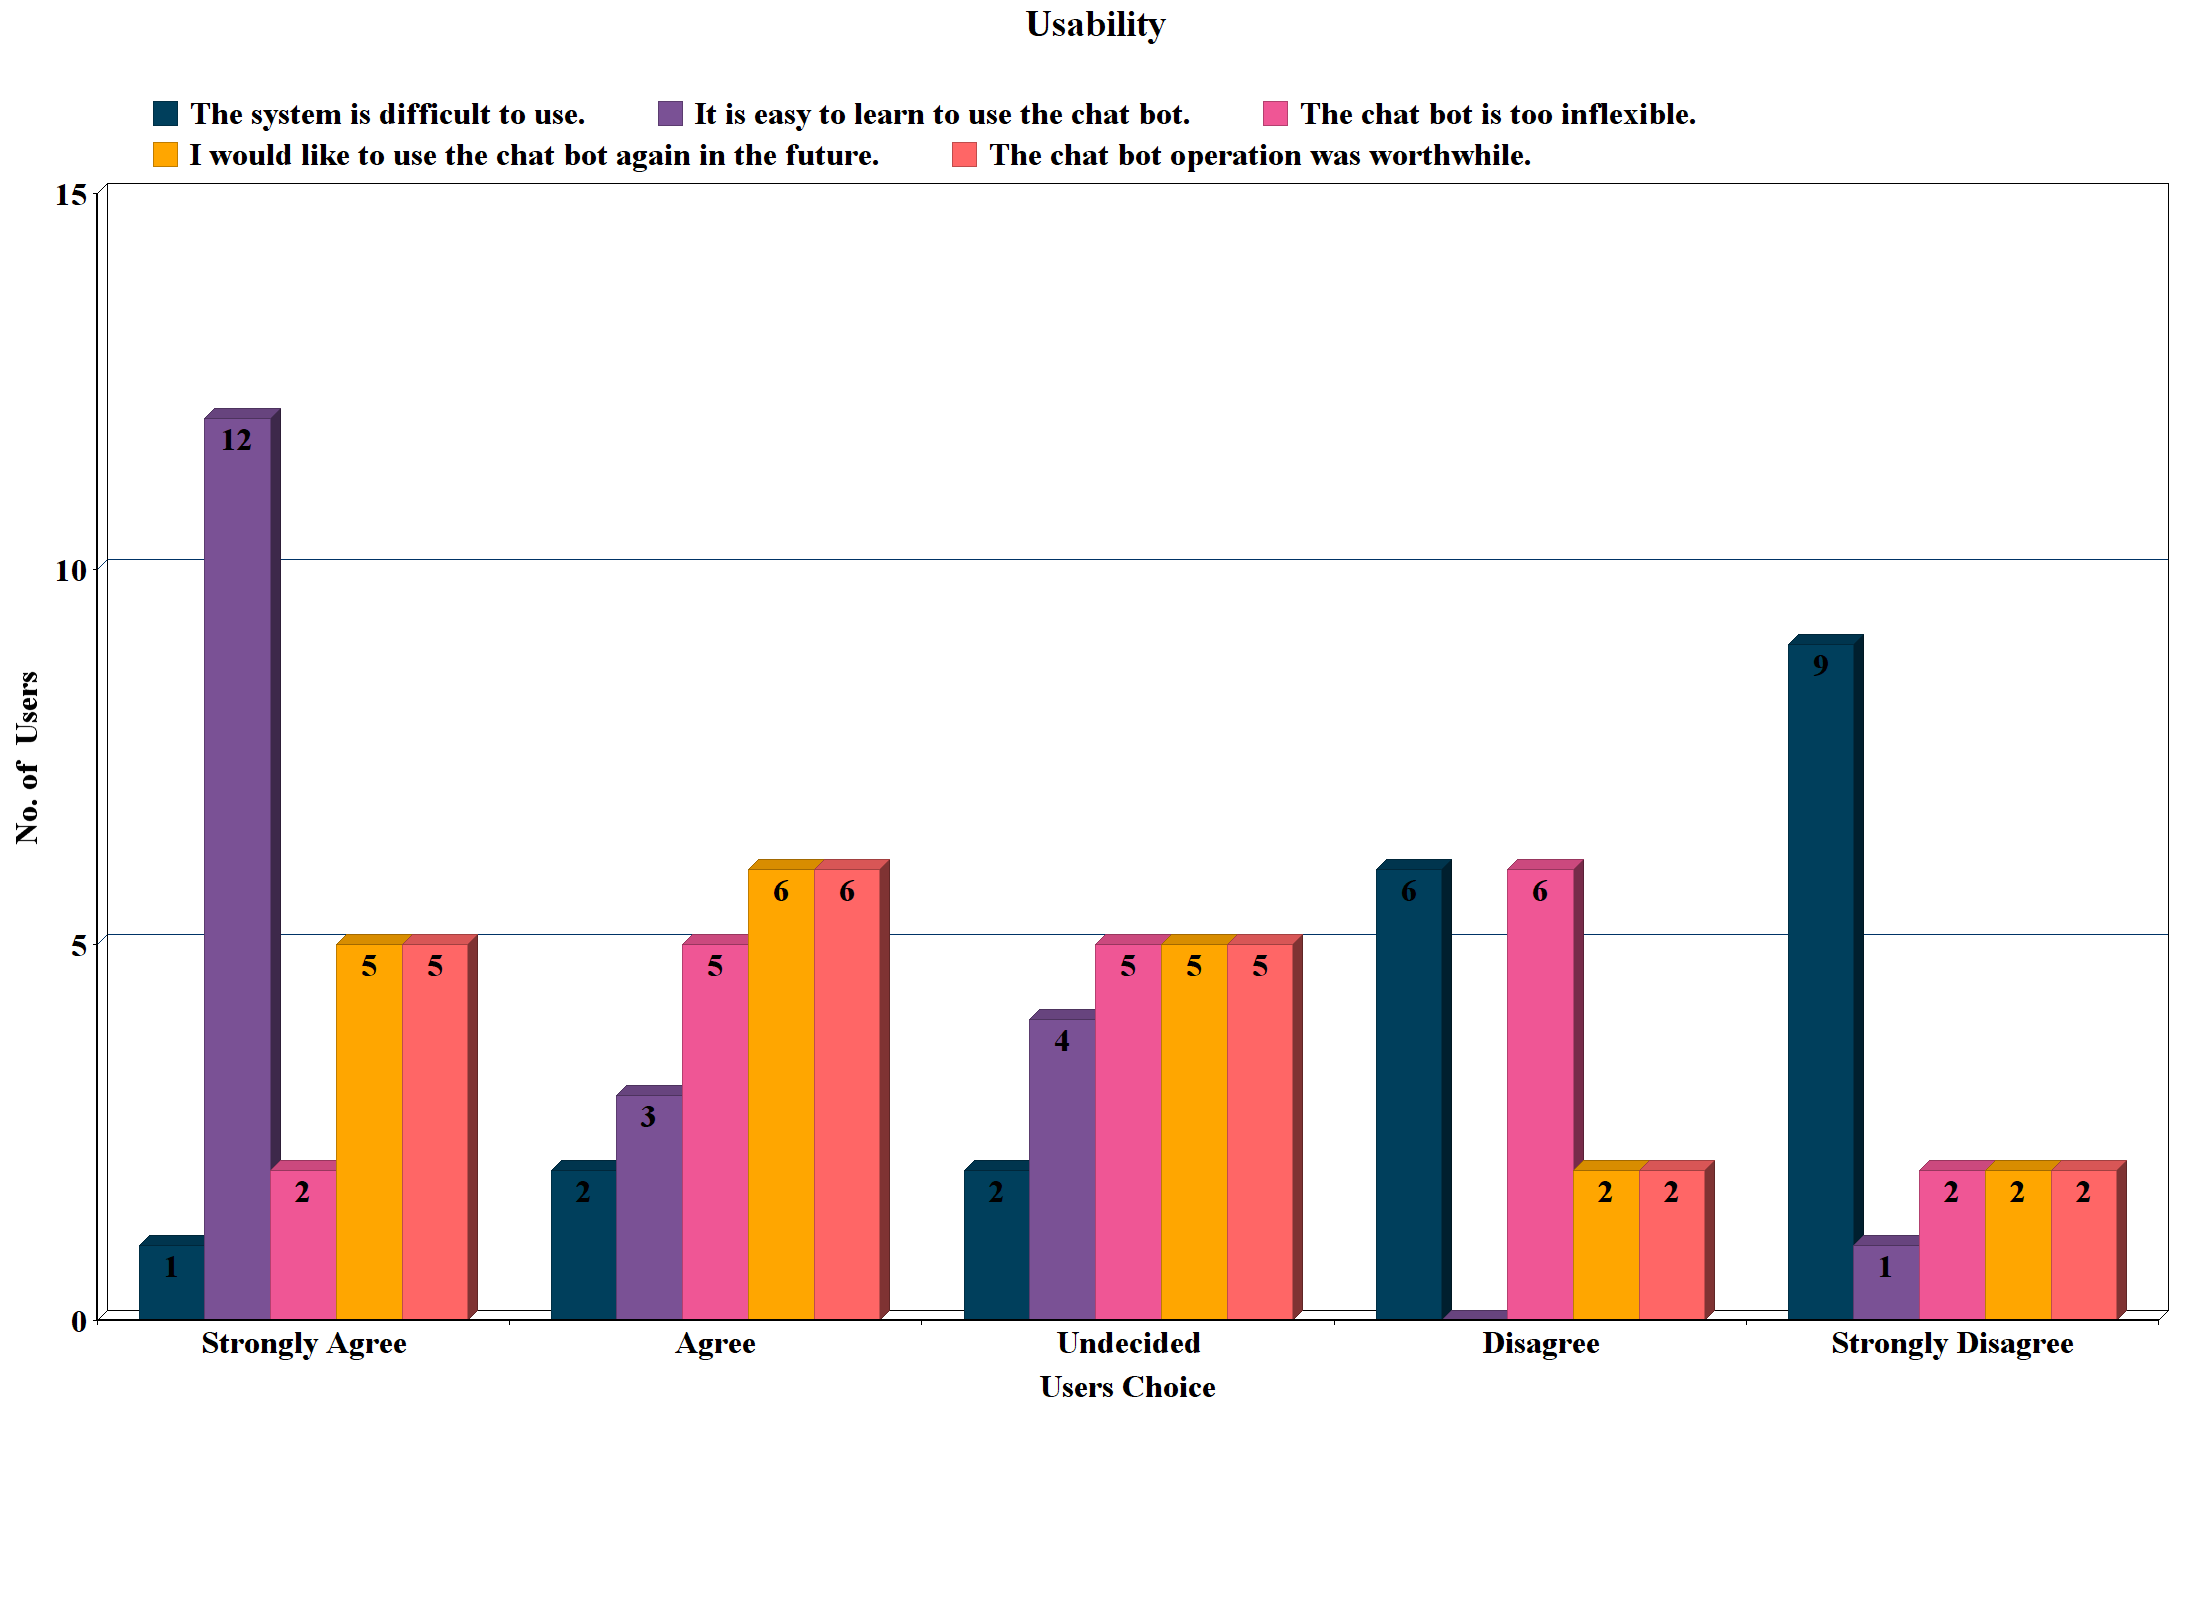 Usability
The system is difficult to use. It is easy to learn to use the chat bot. The chat bot is too inflexible.
I would like to use the chat bot again in the future. The chat bot operation was worthwhile.
15
10
5
0
No. of Users
12
9
6 6 6 6
5 5 5 5 5 5
4
3
2 2 2 2 2 2 2 2
1 1
Strongly Agree Agree Undecided Disagree Strongly Disagree
Users Choice